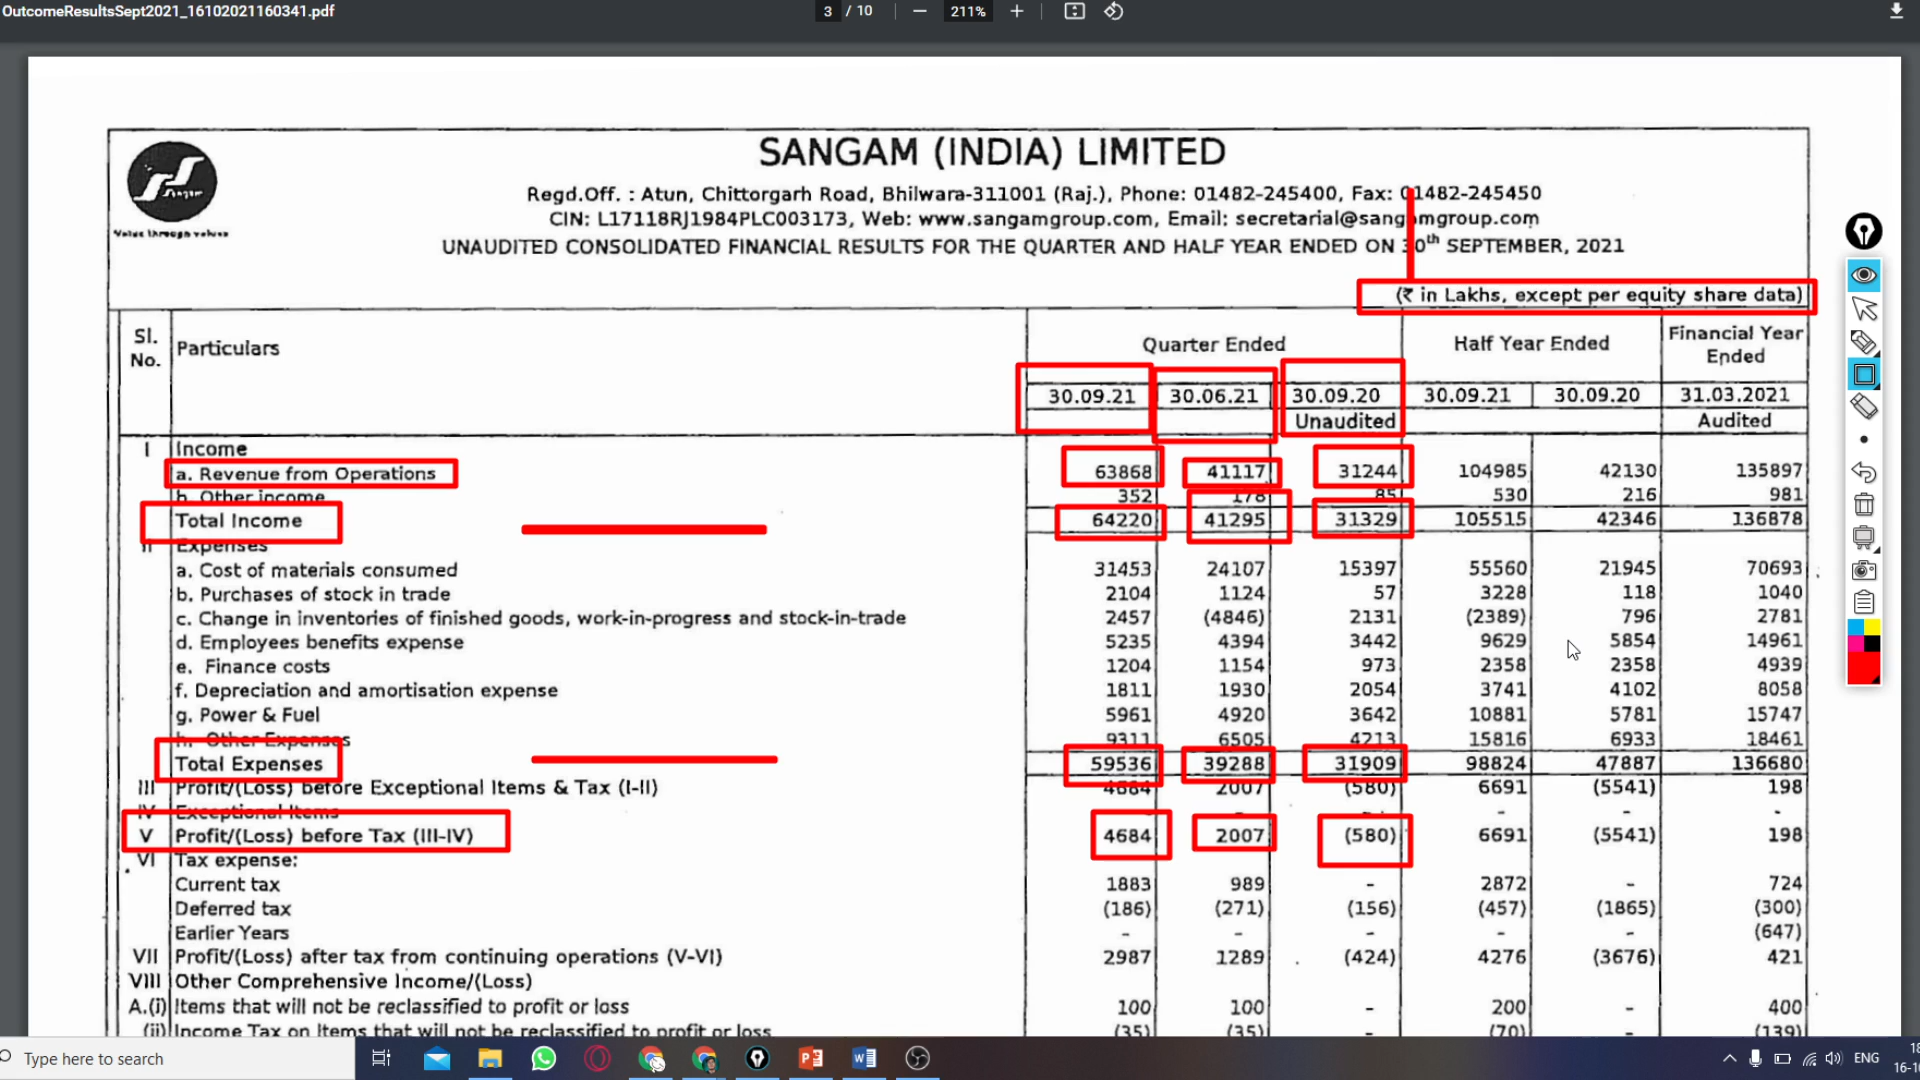 OutcomeResultsSept2021_16102021160341.pdf
3 / 10
211%
SANGAM (INDIA) LIMITED
Sangam
Value through values
Regd.Off. : Atun, Chittorgarh Road, Bhilwara-311001 (Raj.), Phone: 01482-245400, Fax: 01482-245450
CIN: L17118RJ1984PLC003173, Web: www.sangamgroup.com, Email: secretarial@sangamgroup.com
UNAUDITED CONSOLIDATED FINANCIAL RESULTS FOR THE QUARTER AND HALF YEAR ENDED ON 30th SEPTEMBER, 2021
(₹ in Lakhs, except per equity share data)
Sl. No. Particulars Quarter Ended Half Year Ended Financial Year Ended
30.09.21 30.06.21 30.09.20 30.09.21 30.09.20 31.03.2021
Unaudited Audited
I Income
a. Revenue from Operations 63868 41117 31244 104985 42130 135897
b. Other income 352 178 85 530 216 981
Total Income 64220 41295 31329 105515 42346 136878
II Expenses
a. Cost of materials consumed 31453 24107 15397 55560 21945 70693
b. Purchases of stock in trade 2104 1124 57 3228 118 1040
c. Change in inventories of finished goods, work-in-progress and stock-in-trade 2457 (4846) 2131 (2389) 796 2781
d. Employees benefits expense 5235 4394 3442 9629 5854 14961
e. Finance costs 1204 1154 973 2358 2358 4939
f. Depreciation and amortisation expense 1811 1930 2054 3741 4102 8058
g. Power & Fuel 5961 4920 3642 10881 5781 15747
h. Other Expenses 9311 6505 4213 15816 6933 18461
Total Expenses 59536 39288 31909 98824 47887 136680
III Profit/(Loss) before Exceptional Items & Tax (I-II) 4684 2007 (580) 6691 (5541) 198
IV Exceptional Items - - - - - -
V Profit/(Loss) before Tax (III-IV) 4684 2007 (580) 6691 (5541) 198
VI Tax expense:
Current tax 1883 989 - 2872 - 724
Deferred tax (186) (271) (156) (457) (1865) (300)
Earlier Years - - - - - (647)
VII Profit/(Loss) after tax from continuing operations (V-VI) 2987 1289 (424) 4276 (3676) 421
VIII Other Comprehensive Income/(Loss)
A.(i) Items that will not be reclassified to profit or loss 100 100 - 200 - 400
(ii) Income Tax on Items that will not be reclassified to profit or loss (35) (35) - (70) - (139)
Type here to search
ENG